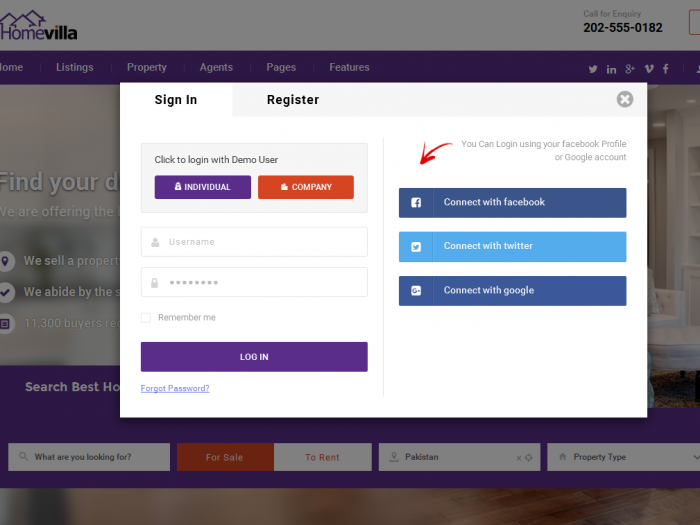 Homevilla
Call for Enquiry
202-555-0182
Home Listings Property Agents Pages Features
Sign In Register
Click to login with Demo User
INDIVIDUAL COMPANY
Username
Remember me
LOG IN
Forgot Password?
You Can Login using your facebook Profile
or Google account
Connect with facebook
Connect with twitter
Connect with google
Find your d
We are offering the
We sell a property
We abide by the s
11,300 buyers
Search Best Ho
What are you looking for? For Sale To Rent Pakistan x Property Type